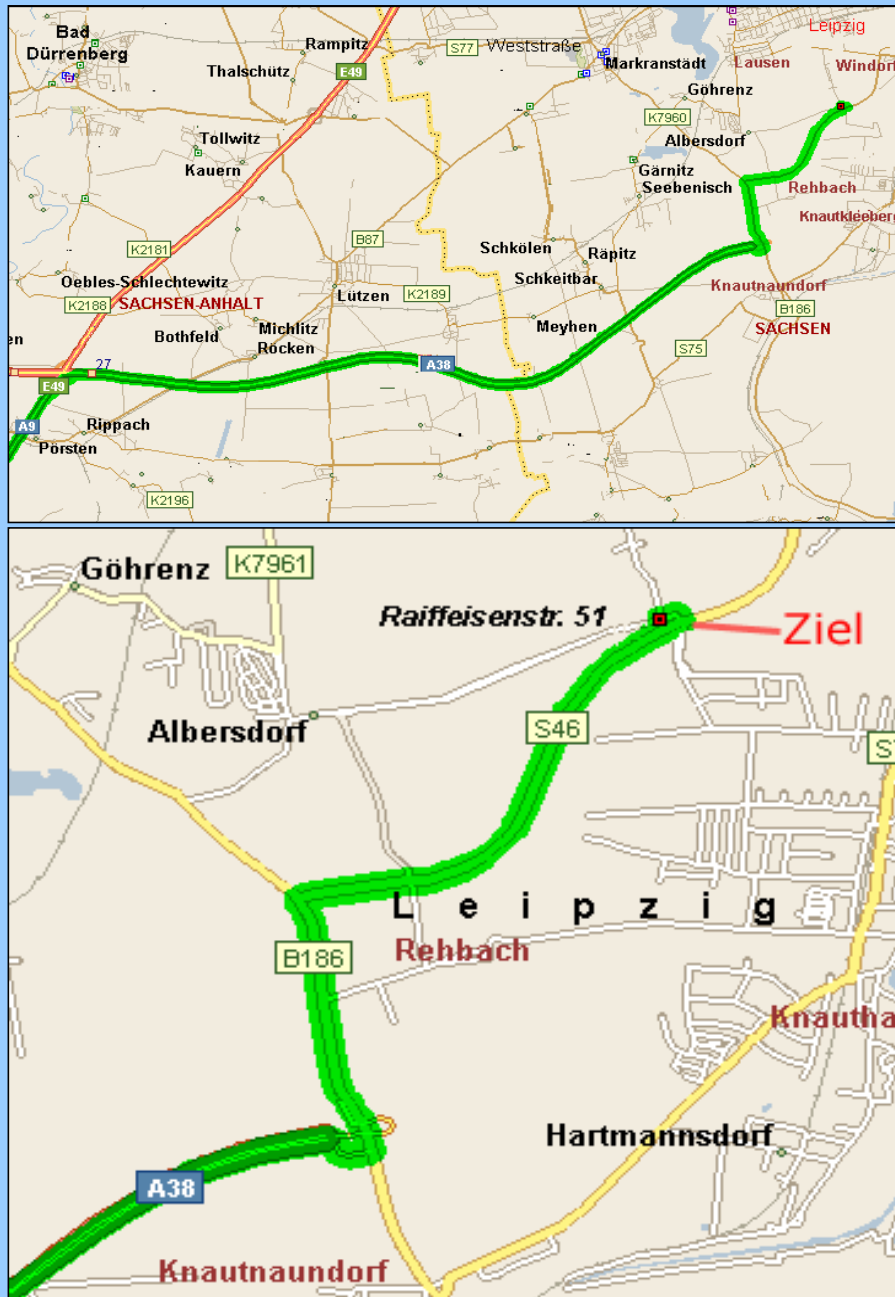 Bad
Dürrenberg
Rampitz
S77
Weststraße
Leipzig
Thalschütz
E49
Markranstädt
Lausen
Windorf
Göhrenz
K7960
Tollwitz
Albersdorf
Kauern
Gärnitz
Seebenisch
Rehbach
Knautkleeberg
K2181
B87
Schkölen
Räpitz
Oebles-Schlechtewitz
Schkeitbar
Knautnaundorf
K2188
SACHSEN-ANHALT
Lützen
K2189
B186
Bothfeld
Michlitz
Meyhen
SACHSEN
en
Röcken
S75
27
A38
E49
A9
Rippach
Pörsten
K2196
Göhrenz
K7961
Raiffeisenstr. 51
Ziel
Albersdorf
S46
Leipzig
B186
Rehbach
Knautha
Hartmannsdorf
A38
Knautnaundorf